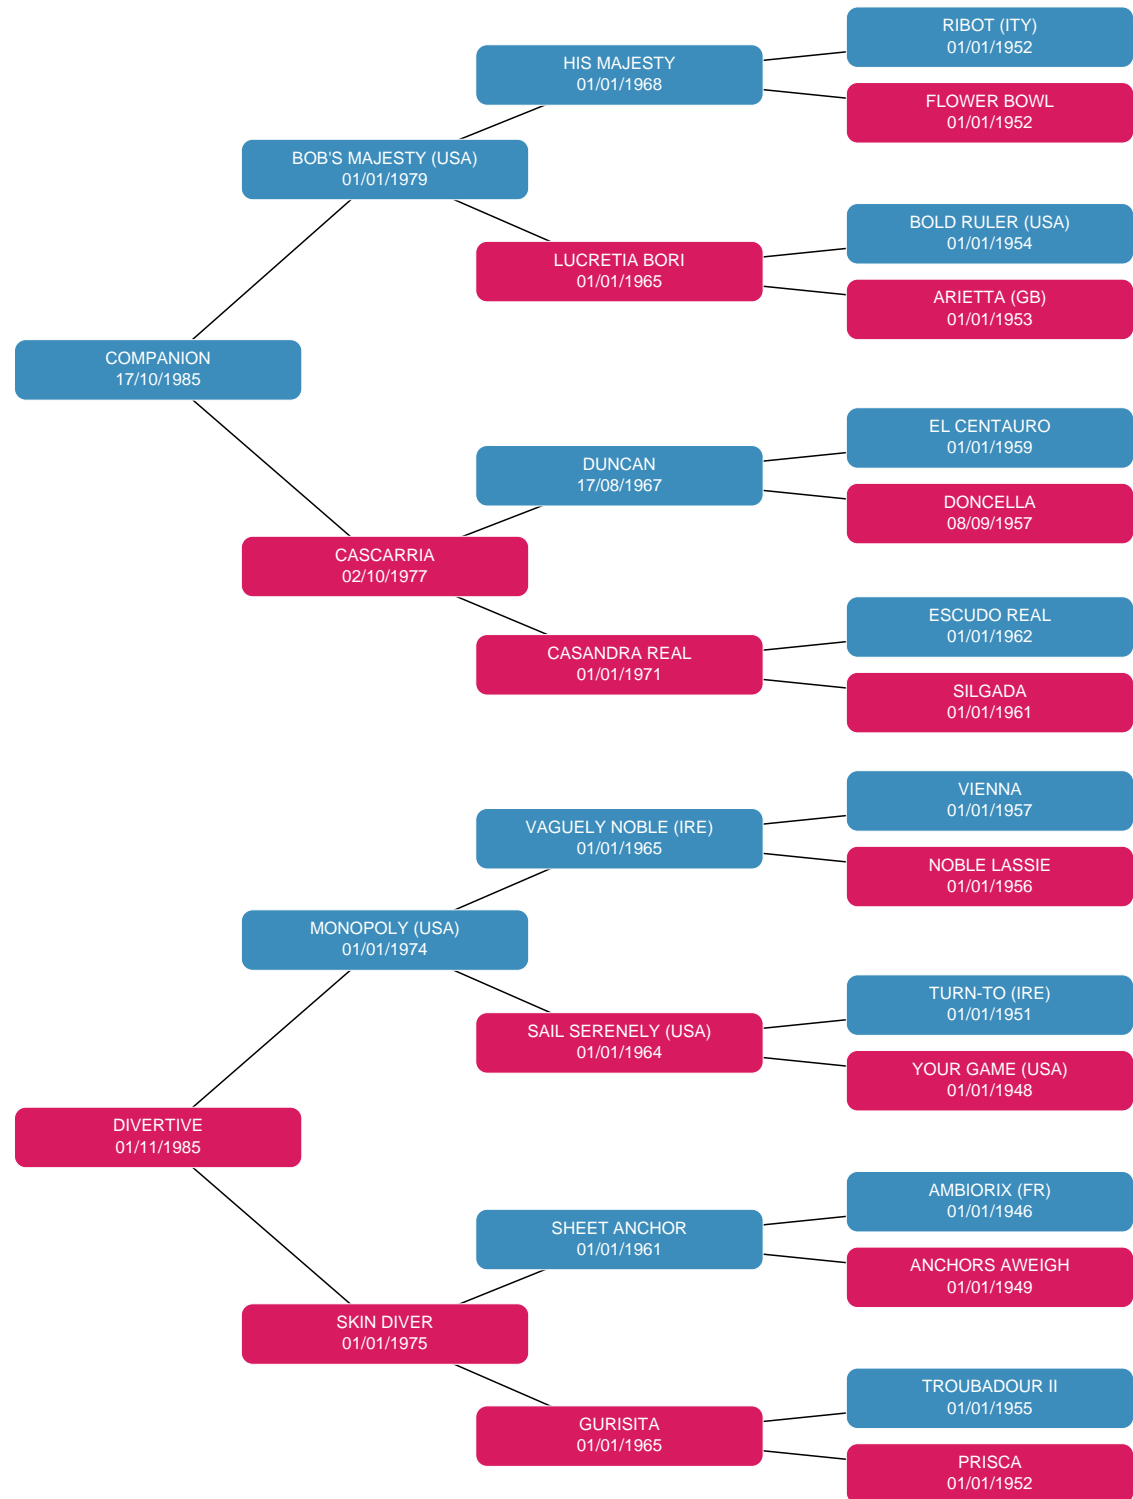 RIBOT (ITY)
01/01/1952
HIS MAJESTY
01/01/1968
FLOWER BOWL
01/01/1952
BOB'S MAJESTY (USA)
01/01/1979
BOLD RULER (USA)
01/01/1954
LUCRETIA BORI
01/01/1965
ARIETTA (GB)
01/01/1953
COMPANION
17/10/1985
EL CENTAURO
01/01/1959
DUNCAN
17/08/1967
DONCELLA
08/09/1957
CASCARRIA
02/10/1977
ESCUDO REAL
01/01/1962
CASANDRA REAL
01/01/1971
SILGADA
01/01/1961
VIENNA
01/01/1957
VAGUELY NOBLE (IRE)
01/01/1965
NOBLE LASSIE
01/01/1956
MONOPOLY (USA)
01/01/1974
TURN-TO (IRE)
01/01/1951
SAIL SERENELY (USA)
01/01/1964
YOUR GAME (USA)
01/01/1948
DIVERTIVE
01/11/1985
AMBIORIX (FR)
01/01/1946
SHEET ANCHOR
01/01/1961
ANCHORS AWEIGH
01/01/1949
SKIN DIVER
01/01/1975
TROUBADOUR II
01/01/1955
GURISITA
01/01/1965
PRISCA
01/01/1952